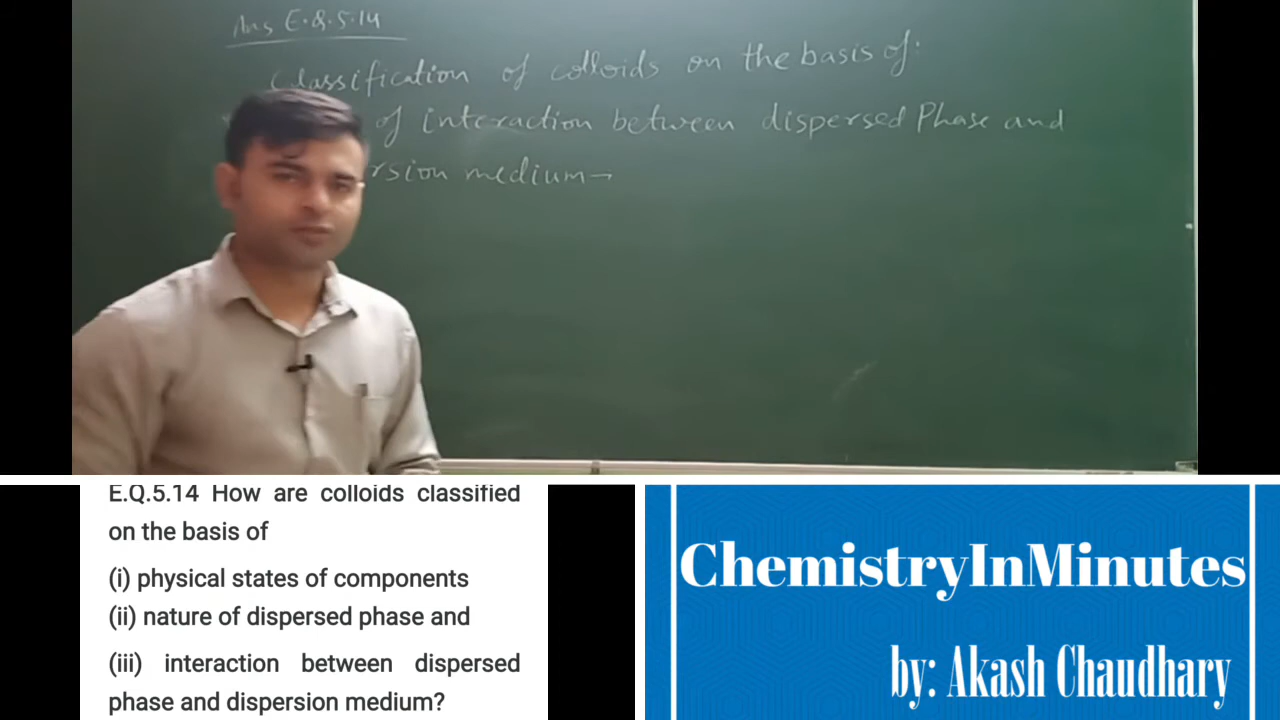 Ans E.Q.5.14
Classification of colloids on the basis of:
of interaction between dispersed Phase and
rsion medium→
E.Q.5.14 How are colloids classified
on the basis of
(i) physical states of components
(ii) nature of dispersed phase and
(iii) interaction between dispersed
phase and dispersion medium?
ChemistryInMinutes
by: Akash Chaudhary